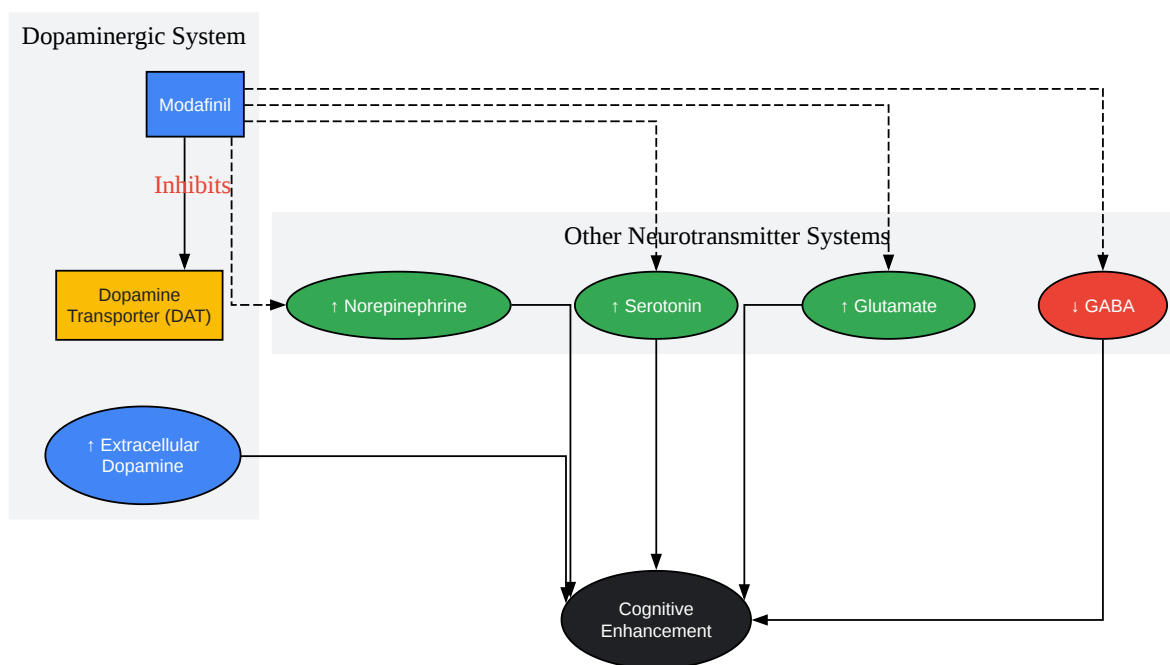 Dopaminergic System
Modafinil
Inhibits
Other Neurotransmitter Systems
Dopamine
Transporter (DAT)
↑ Norepinephrine
↑ Serotonin
↑ Glutamate
↓ GABA
↑ Extracellular
Dopamine
Cognitive
Enhancement